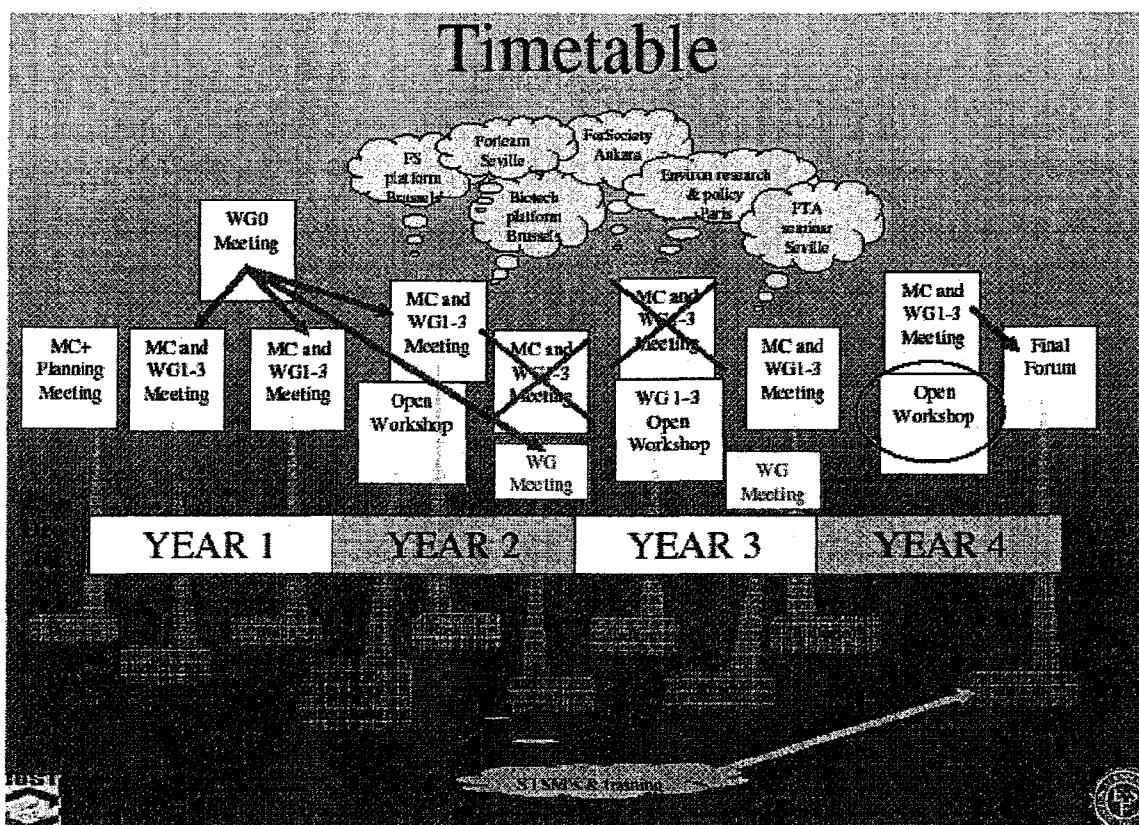 Timetable
FS
platform
Brussels
Forlearn
Seville
ForSociety
Ankara
Biotech
platform
Brussels
Environ research
& policy
Paris
FTA
seminar
Seville
WG0
Meeting
MC+
Planning
Meeting
MC and
WG1-3
Meeting
MC and
WG1-3
Meeting
MC and
WG1-3
Meeting
Open
Workshop
MC and
WG1-3
Meeting
WG
Meeting
MC and
WG1-3
Meeting
WG 1-3
Open
Workshop
MC and
WG1-3
Meeting
WG
Meeting
MC and
WG1-3
Meeting
Open
Workshop
Final
Forum
YEAR 1
YEAR 2
YEAR 3
YEAR 4
STSM's & training